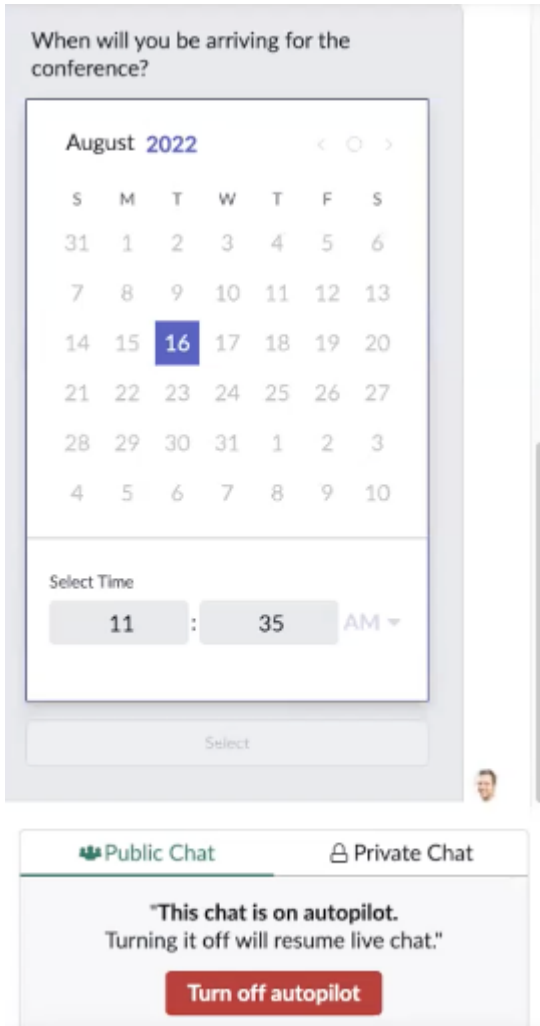 When will you be arriving for the
conference?
August 2022
S M T W T F S
31 1 2 3 4 5 6
7 8 9 10 11 12 13
14 15 16 17 18 19 20
21 22 23 24 25 26 27
28 29 30 31 1 2 3
4 5 6 7 8 9 10
Select Time
11 : 35 AM
Select
Public Chat Private Chat
"This chat is on autopilot.
Turning it off will resume live chat."
Turn off autopilot